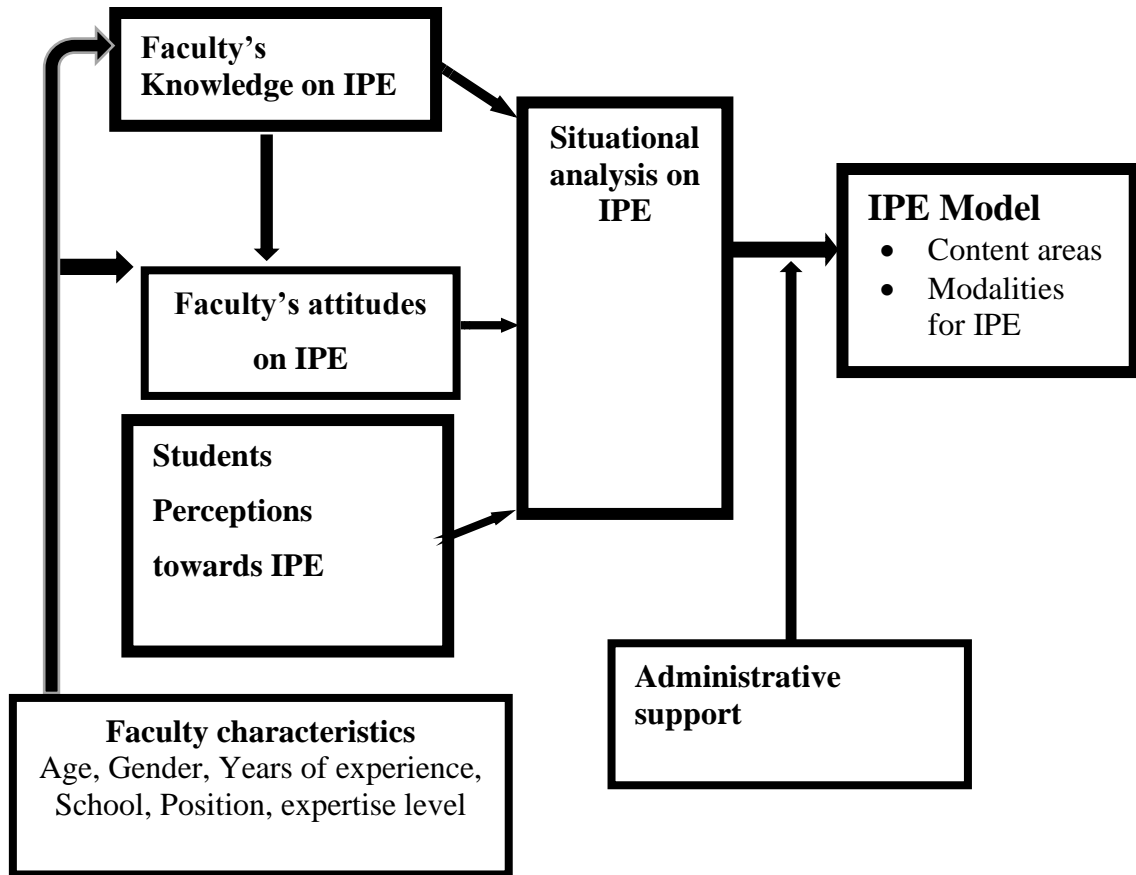 Faculty's
Knowledge on IPE
Situational
analysis on
IPE
IPE Model
• Content areas
• Modalities
for IPE
Faculty's attitudes
on IPE
Students
Perceptions
towards IPE
Administrative
support
Faculty characteristics
Age, Gender, Years of experience,
School, Position, expertise level